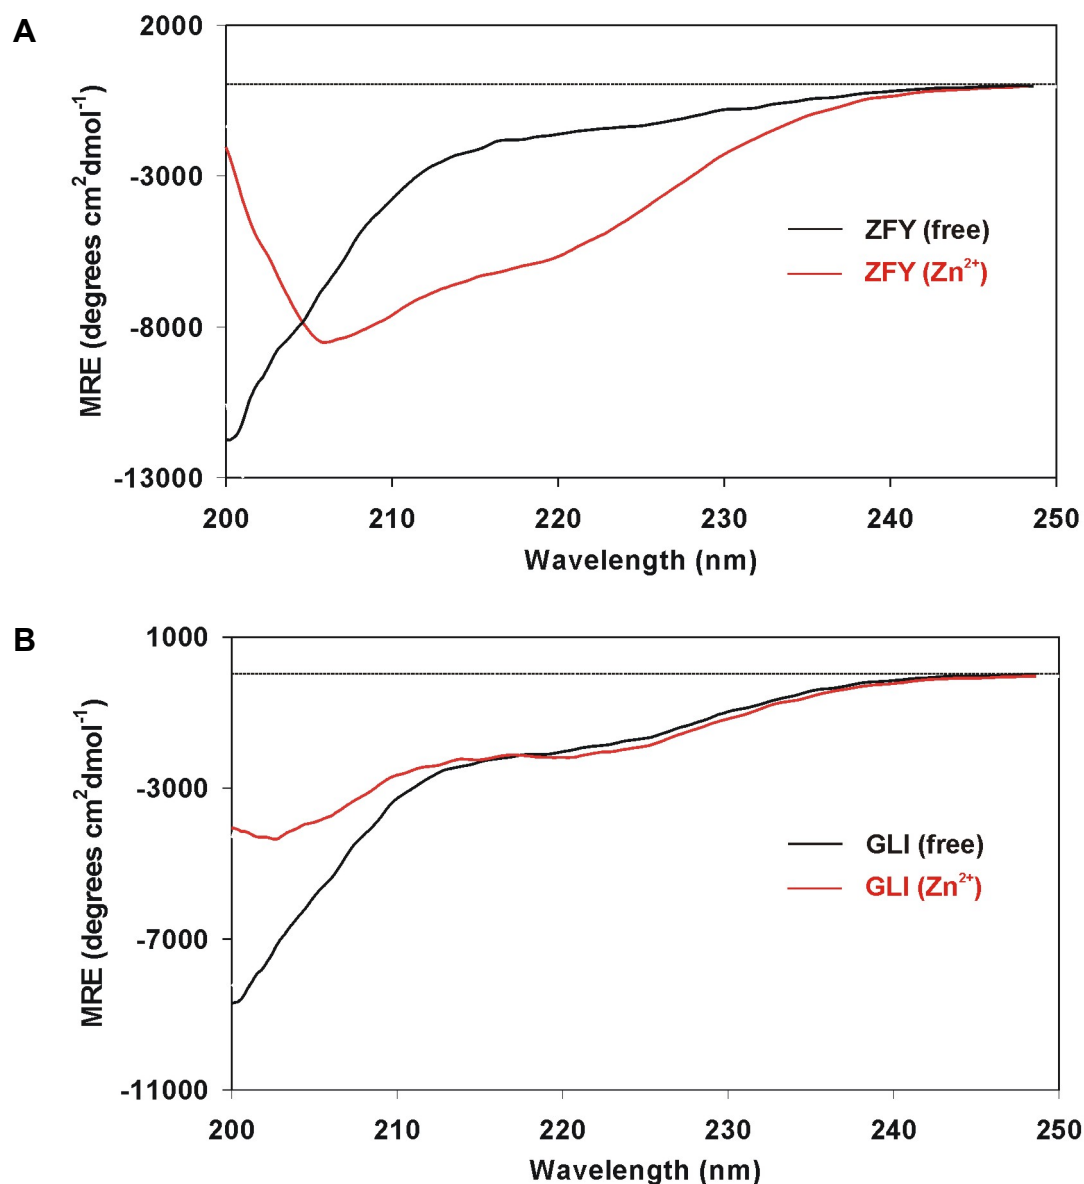 A
2000
-3000
-8000
-13000
MRE (degrees cm²dmol⁻¹)
ZFY (free)
ZFY (Zn²⁺)
200 210 220 230 240 250
Wavelength (nm)
B
1000
-3000
-7000
-11000
MRE (degrees cm²dmol⁻¹)
GLI (free)
GLI (Zn²⁺)
200 210 220 230 240 250
Wavelength (nm)